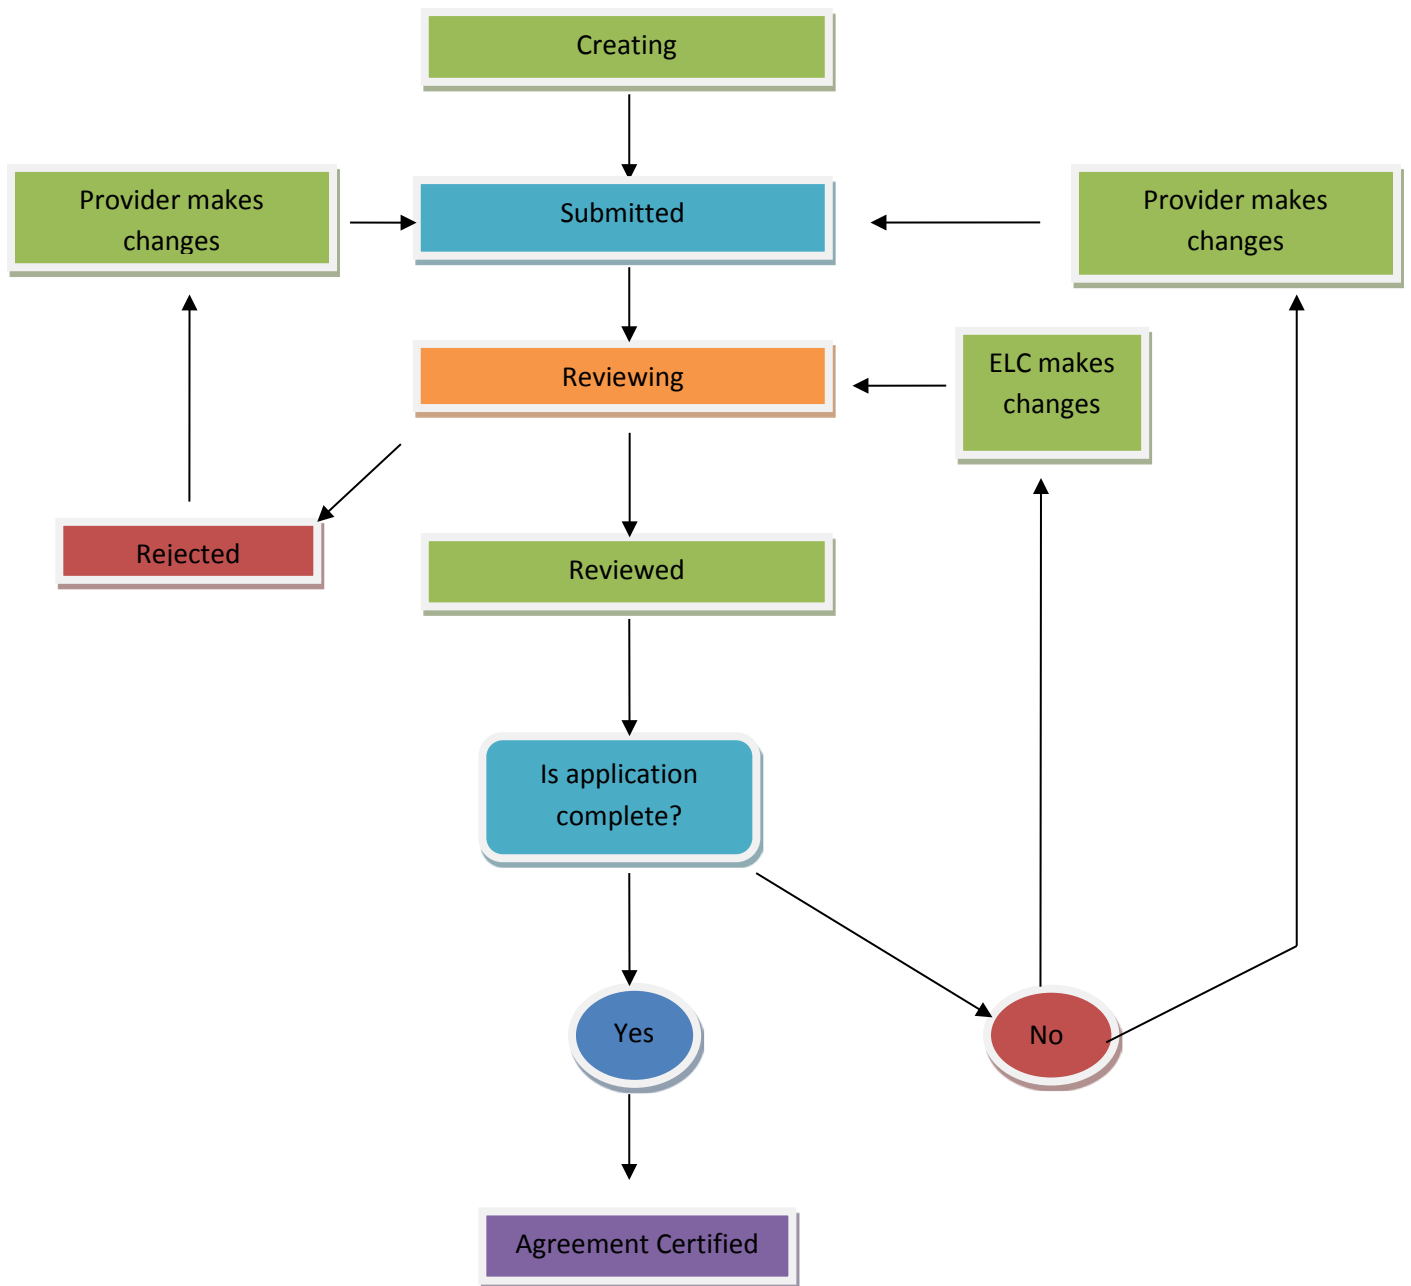 Creating
Provider makes
changes
Submitted
Provider makes
changes
Reviewing
ELC makes
changes
Rejected
Reviewed
Is application
complete?
Yes
No
Agreement Certified